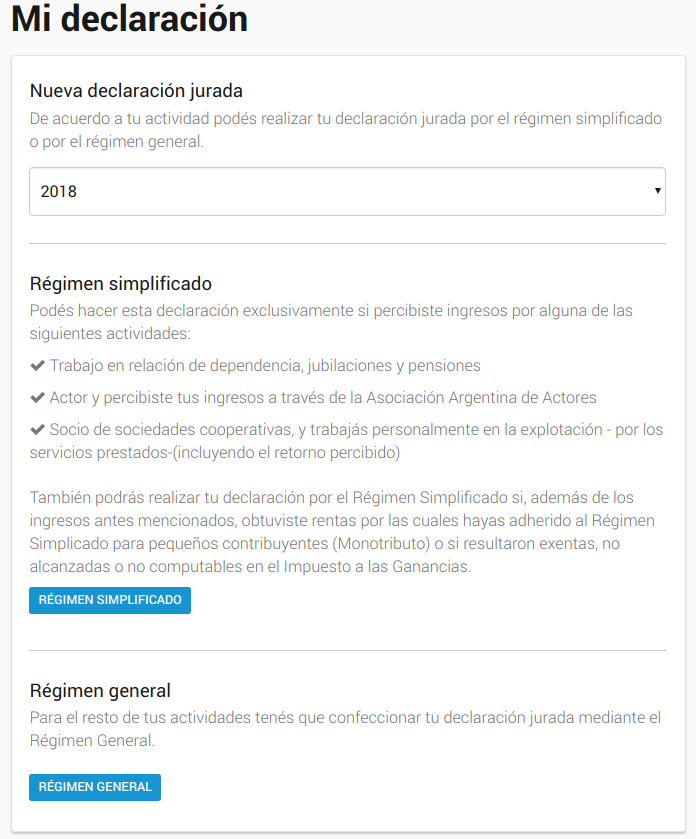 Mi declaración
Nueva declaración jurada
De acuerdo a tu actividad podés realizar tu declaración jurada por el régimen simplificado
o por el régimen general.
2018
Régimen simplificado
Podés hacer esta declaración exclusivamente si percibiste ingresos por alguna de las
siguientes actividades:
✔ Trabajo en relación de dependencia, jubilaciones y pensiones
✔ Actor y percibiste tus ingresos a través de la Asociación Argentina de Actores
✔ Socio de sociedades cooperativas, y trabajás personalmente en la explotación - por los
servicios prestados-(incluyendo el retorno percibido)
También podrás realizar tu declaración por el Régimen Simplificado si, además de los
ingresos antes mencionados, obtuviste rentas por las cuales hayas adherido al Régimen
Simplicado para pequeños contribuyentes (Monotributo) o si resultaron exentas, no
alcanzadas o no computables en el Impuesto a las Ganancias.
RÉGIMEN SIMPLIFICADO
Régimen general
Para el resto de tus actividades tenés que confeccionar tu declaración jurada mediante el
Régimen General.
RÉGIMEN GENERAL